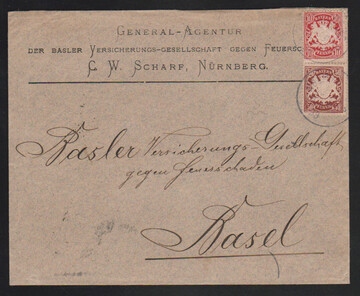 General-Agentur
der Basler Versicherungs-Gesellschaft gegen Feuersc
C. W. Scharf, Nürnberg.
Basler Versicherungs-Gesellschaft
gegen Feuerschaden
Basel